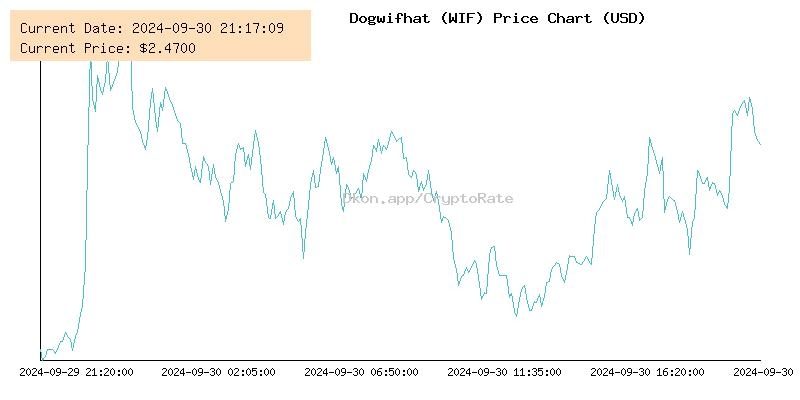 Dogwifhat (WIF) Price Chart (USD)
Current Date: 2024-09-30 21:17:09
Current Price: $2.4700
Dkon.app/CryptoRate
2024-09-29 21:20:00 2024-09-30 02:05:00 2024-09-30 06:50:00 2024-09-30 11:35:00 2024-09-30 16:20:00 2024-09-30